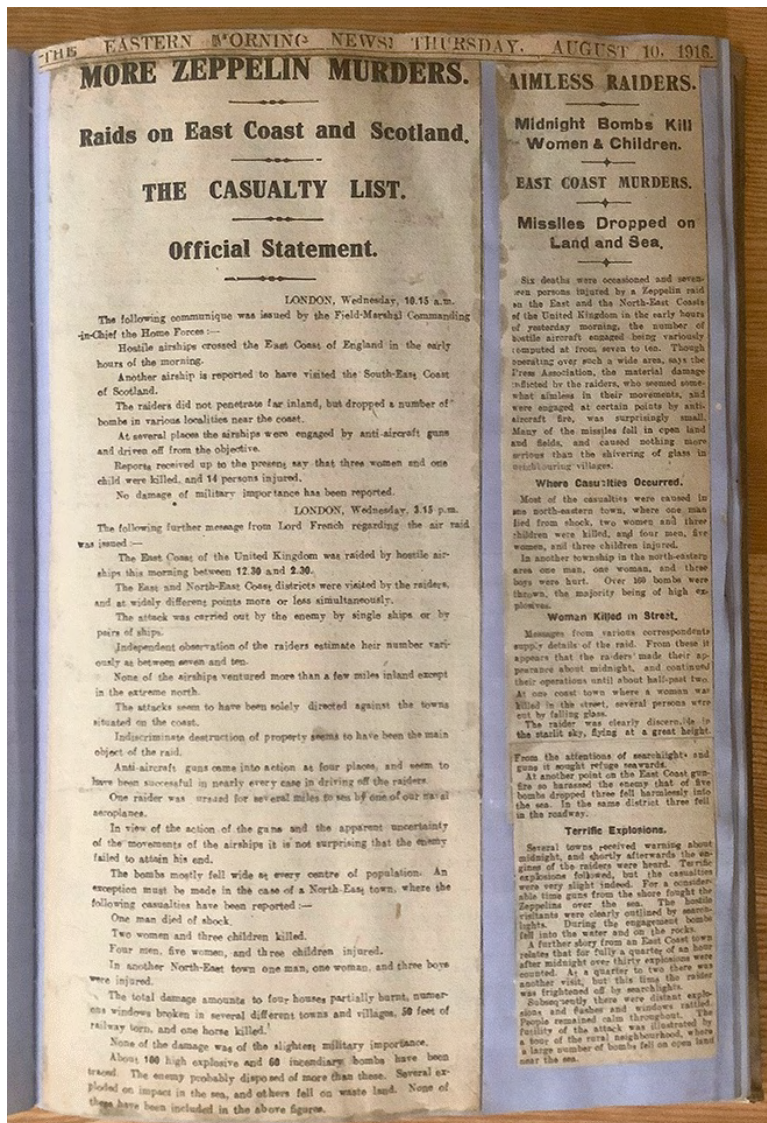 THE EASTERN MORNING NEWS: THURSDAY. AUGUST 10, 1916.
MORE ZEPPELIN MURDERS.
Raids on East Coast and Scotland.
THE CASUALTY LIST.
Official Statement.
LONDON, Wednesday, 10.15 a.m.
The following communique was issued by the Field-Marshal Commanding
-in-Chief the Home Forces :—
Hostile airships crossed the East Coast of England in the early
hours of the morning.
Another airship is reported to have visited the South-East Coast
of Scotland.
The raiders did not penetrate far inland, but dropped a number of
bombs in various localities near the coast.
At several places the airships were engaged by anti-aircraft guns
and driven off from the objective.
Reports received up to the present say that three women and one
child were killed, and 14 persons injured.
No damage of military importance has been reported.
LONDON, Wednesday, 3.15 p.m.
The following further message from Lord French regarding the air raid
was issued :—
The East Coast of the United Kingdom was raided by hostile air-
ships this morning between 12.30 and 2.30.
The East and North-East Coast districts were visited by the raiders,
and at widely different points more or less simultaneously.
The attack was carried out by the enemy by single ships or by
pairs of ships.
Independent observation of the raiders estimate heir number vari-
ously as between seven and ten.
None of the airships ventured more than a few miles inland except
in the extreme north.
The attacks seem to have been solely directed against the towns
situated on the coast.
Indiscriminate destruction of property seems to have been the main
object of the raid.
Anti-aircraft guns came into action at four places, and seem to
have been successful in nearly every case in driving off the raiders.
One raider was for several miles to sea by one of our naval
aeroplanes.
In view of the action of the guns and the apparent uncertainty
of the movements of the airships it is not surprising that the enemy
failed to attain his end.
The bombs mostly fell wide at every centre of population. An
exception must be made in the case of a North-East town, where the
following casualties have been reported :—
One man died of shock.
Two women and three children killed.
Four men, five women, and three children injured.
In another North-East town one man, one woman, and three boys
were injured.
The total damage amounts to four houses partially burnt, numer-
ous windows broken in several different towns and villages, 50 feet of
railway torn, and one horse killed.
None of the damage was of the slightest military importance.
About 100 high explosive and 60 incendiary bombs have been
traced. The enemy probably disposed of more than these. Several ex-
ploded on impact in the sea, and others fell on waste land. None of
these have been included in the above figures.
AIMLESS RAIDERS.
Midnight Bombs Kill
Women & Children.
EAST COAST MURDERS.
Missiles Dropped on
Land and Sea.
Six deaths were occasioned and seven-
teen persons injured by a Zeppelin raid
on the East and the North-East Coasts
of the United Kingdom in the early hours
of yesterday morning, the number of
hostile aircraft engaged being variously
computed at from seven to ten. Though
operating over such a wide area, says the
Press Association, the material damage
inflicted by the raiders, who seemed some-
what aimless in their movements, and
were engaged at certain points by anti-
aircraft fire, was surprisingly small.
Many of the missiles fell in open land
and fields, and caused nothing more
serious than the shivering of glass in
neighbouring villages.
Where Casualties Occurred.
Most of the casualties were caused in
one north-eastern town, where one man
died from shock, two women and three
children were killed, and four men, five
women, and three children injured.
In another township in the north-eastern
area one man, one woman, and three
boys were hurt. Over 160 bombs were
thrown, the majority being of high ex-
plosives.
Woman Killed in Street.
Messages from various correspondents
supply details of the raid. From these it
appears that the raiders made their ap-
pearance about midnight, and continued
their operations until about half-past two.
At one coast town where a woman was
killed in the street, several persons were
cut by falling glass.
The raider was clearly discernible in
the starlit sky, flying at a great height.
From the attentions of searchlights and
guns it sought refuge seawards.
At another point on the East Coast gun-
fire so harassed the enemy that of five
bombs dropped three fell harmlessly into
the sea. In the same district three fell
in the roadway.
Terrific Explosions.
Several towns received warning about
midnight, and shortly afterwards the en-
gines of the raiders were heard. Terrific
explosions followed, but the casualties
were very slight indeed. For a consider-
able time guns from the shore fought the
Zeppelins over the sea. The hostile
visitants were clearly outlined by search-
lights. During the engagement bombs
fell into the water and on the rocks.
A further story from an East Coast town
relates that for fully a quarter of an hour
after midnight over thirty explosions were
counted. At a quarter to two there was
another visit, but this time the raider
was frightened off by searchlights.
Subsequently there were distant explo-
sions and flashes and windows rattled.
People remained calm throughout. The
futility of the attack was illustrated by
a tour of the rural neighbourhood, where
a large number of bombs fell on open land
near the sea.